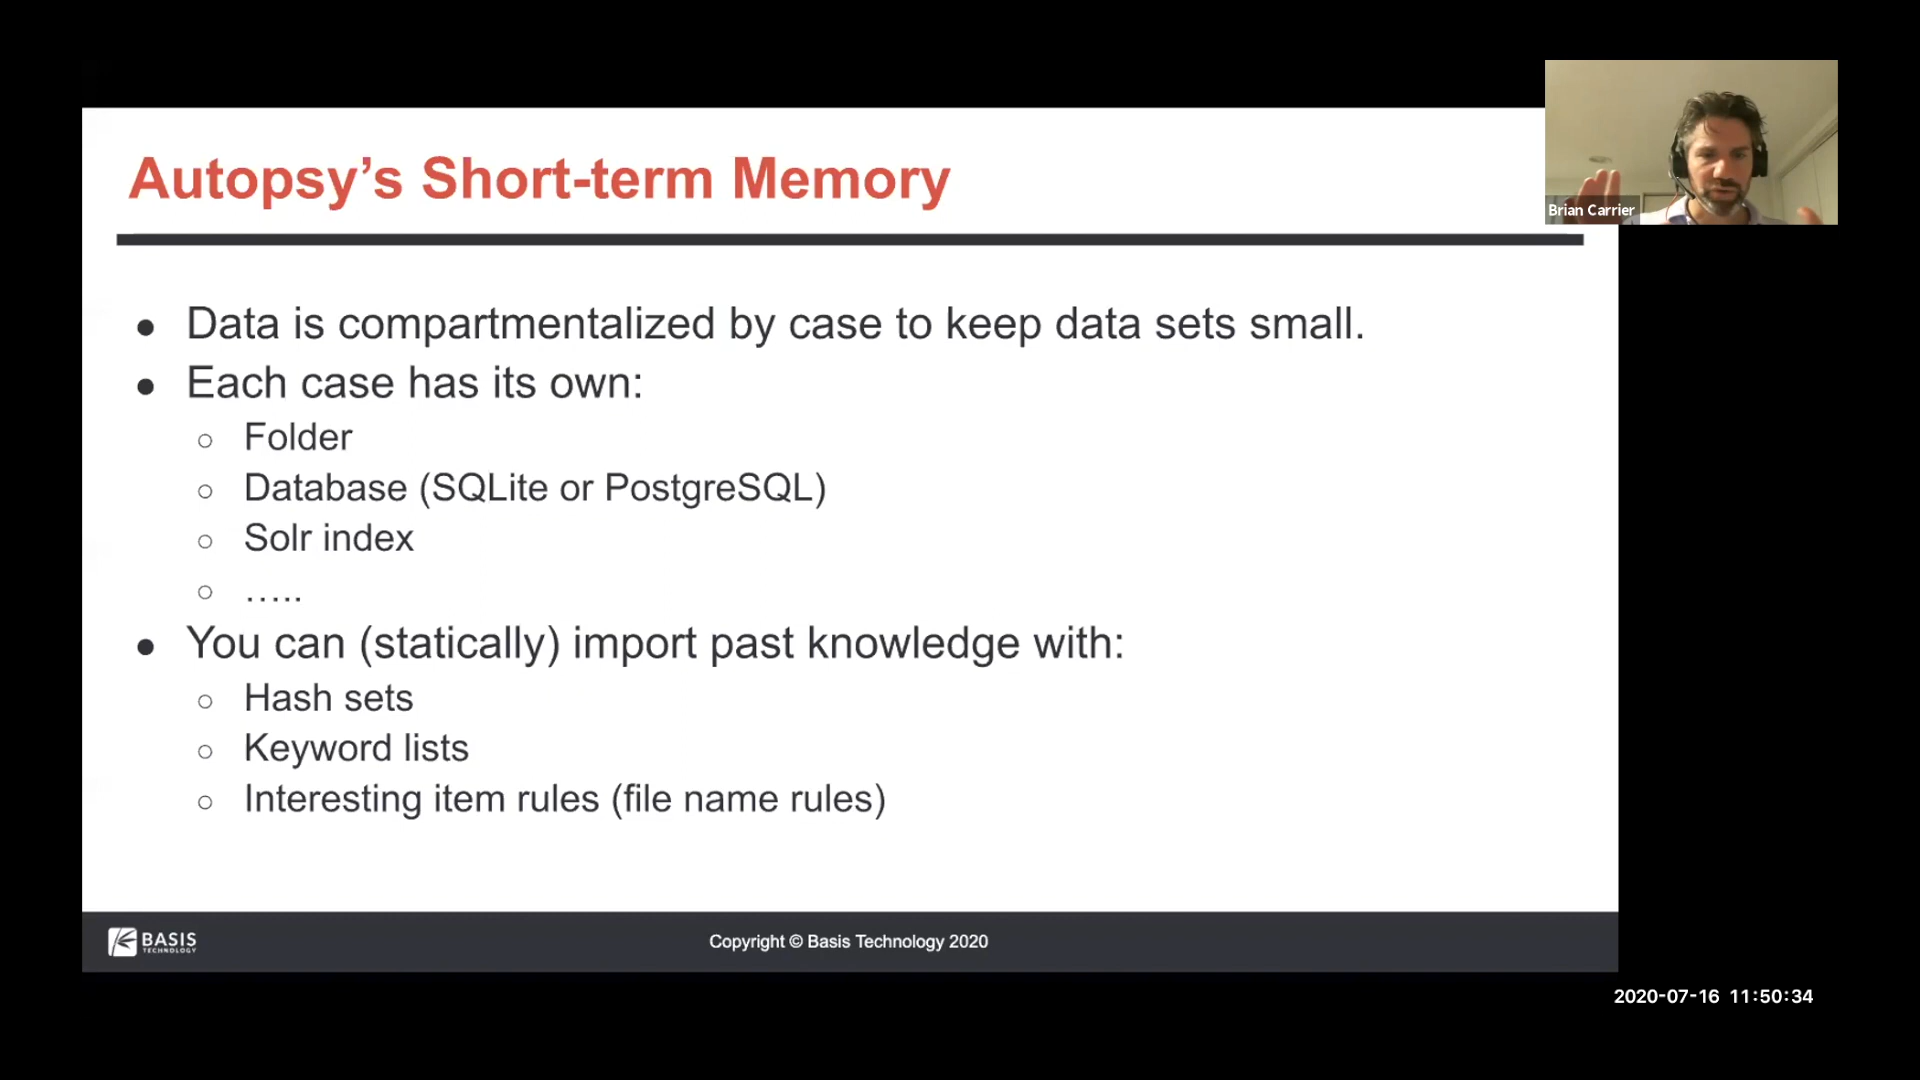 Autopsy’s Short-term Memory
Brian Carrier
● Data is compartmentalized by case to keep data sets small.
● Each case has its own:
○ Folder
○ Database (SQLite or PostgreSQL)
○ Solr index
○ …..
● You can (statically) import past knowledge with:
○ Hash sets
○ Keyword lists
○ Interesting item rules (file name rules)
BASIS
TECHNOLOGY
Copyright © Basis Technology 2020
2020-07-16 11:50:34